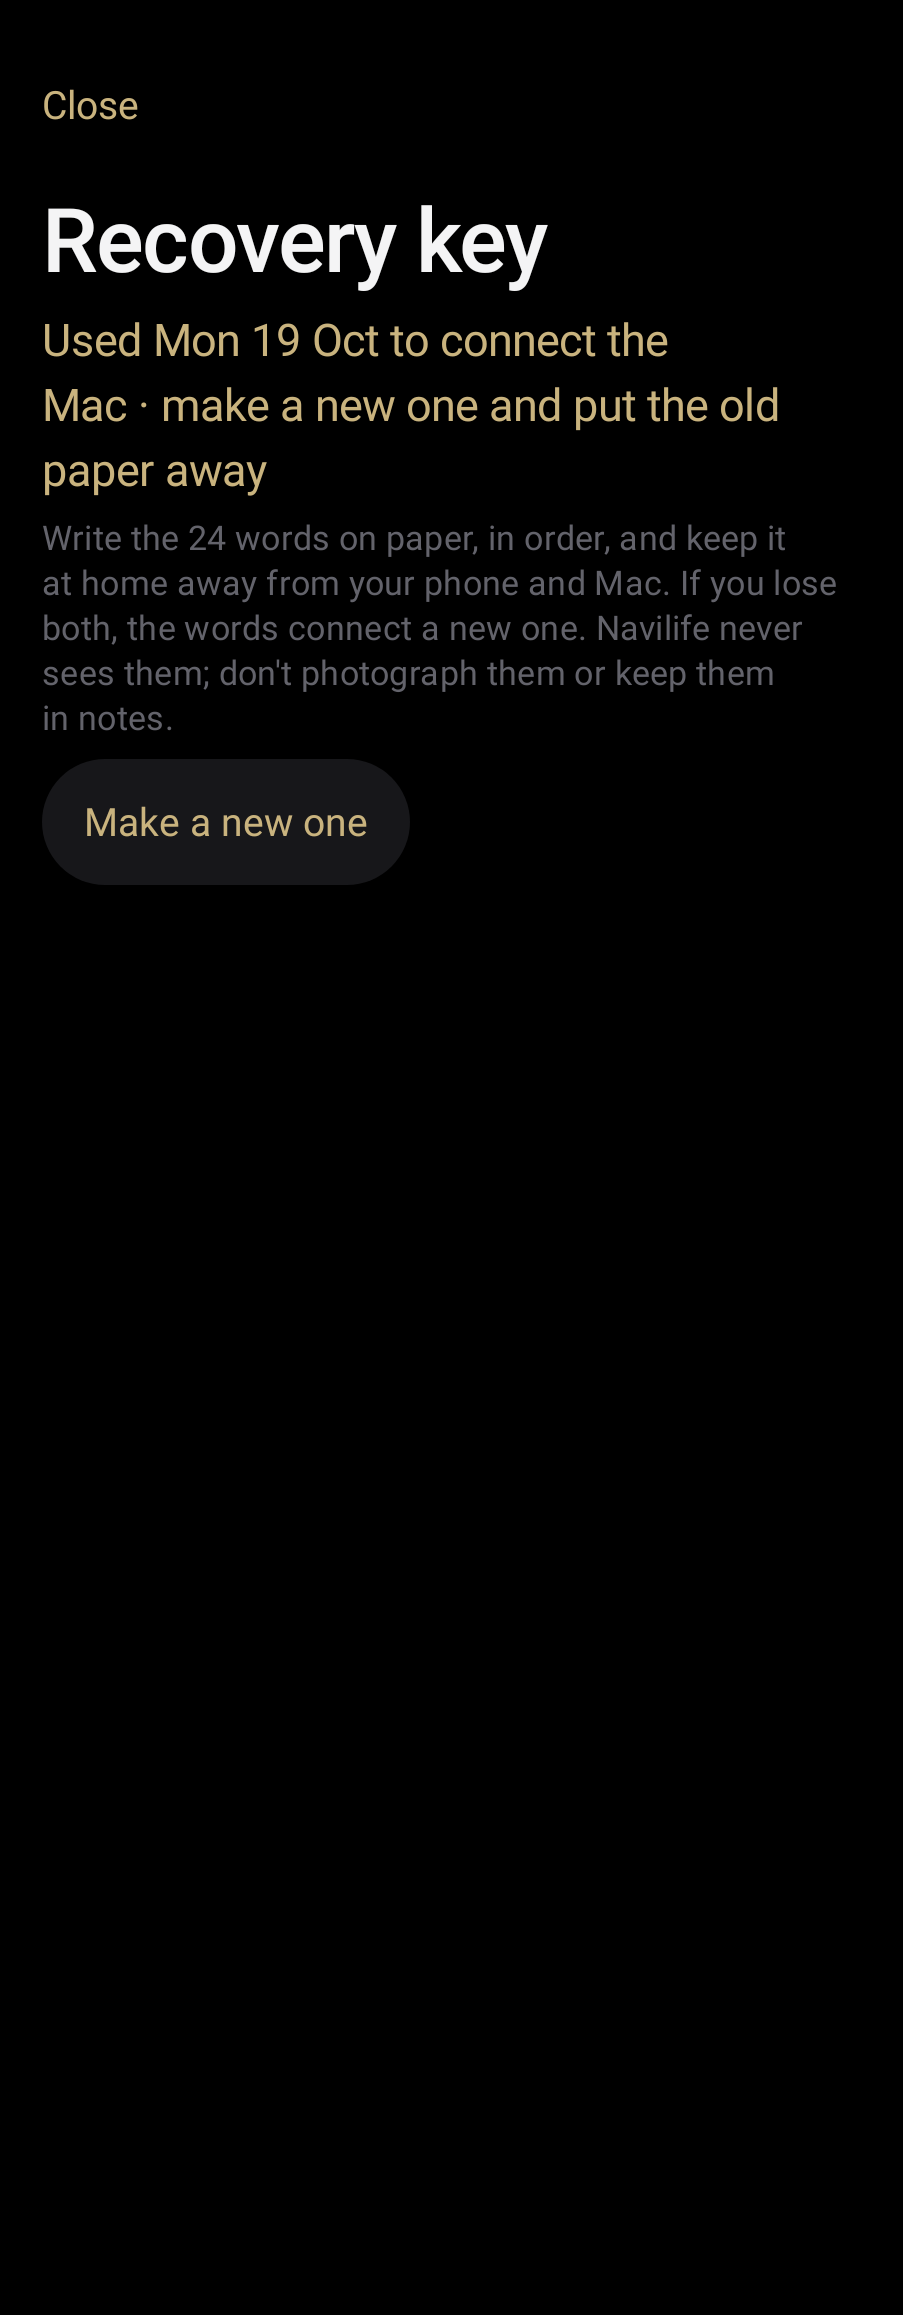 Close
Recovery key
Used Mon 19 Oct to connect the
Mac · make a new one and put the old
paper away
Write the 24 words on paper, in order, and keep it
at home away from your phone and Mac. If you lose
both, the words connect a new one. Navilife never
sees them; don't photograph them or keep them
in notes.
Make a new one